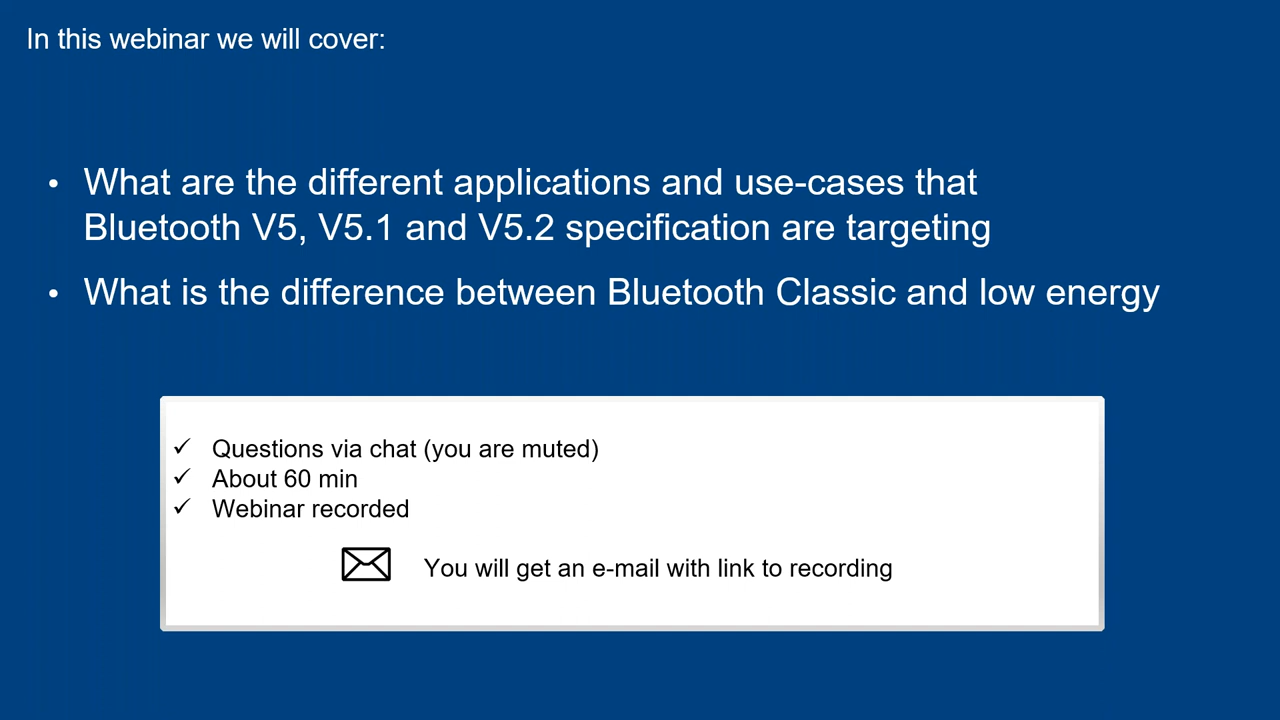 In this webinar we will cover:
• What are the different applications and use-cases that
Bluetooth V5, V5.1 and V5.2 specification are targeting
• What is the difference between Bluetooth Classic and low energy
✓ Questions via chat (you are muted)
✓ About 60 min
✓ Webinar recorded
You will get an e-mail with link to recording